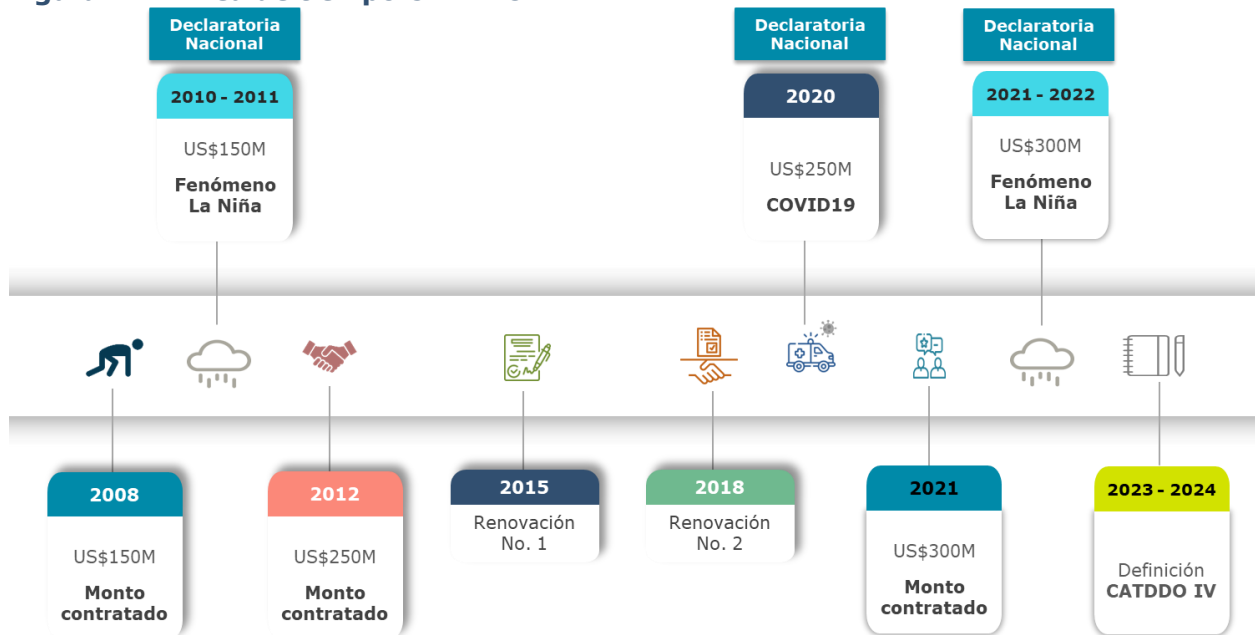 Declaratoria
Nacional
2010 - 2011
US$150M
Fenómeno
La Niña
Declaratoria
Nacional
2020
US$250M
COVID19
Declaratoria
Nacional
2021 - 2022
US$300M
Fenómeno
La Niña
2008
US$150M
Monto
contratado
2012
US$250M
Monto
contratado
2015
Renovación
No. 1
2018
Renovación
No. 2
2021
US$300M
Monto
contratado
2023 - 2024
Definición
CATDDO IV